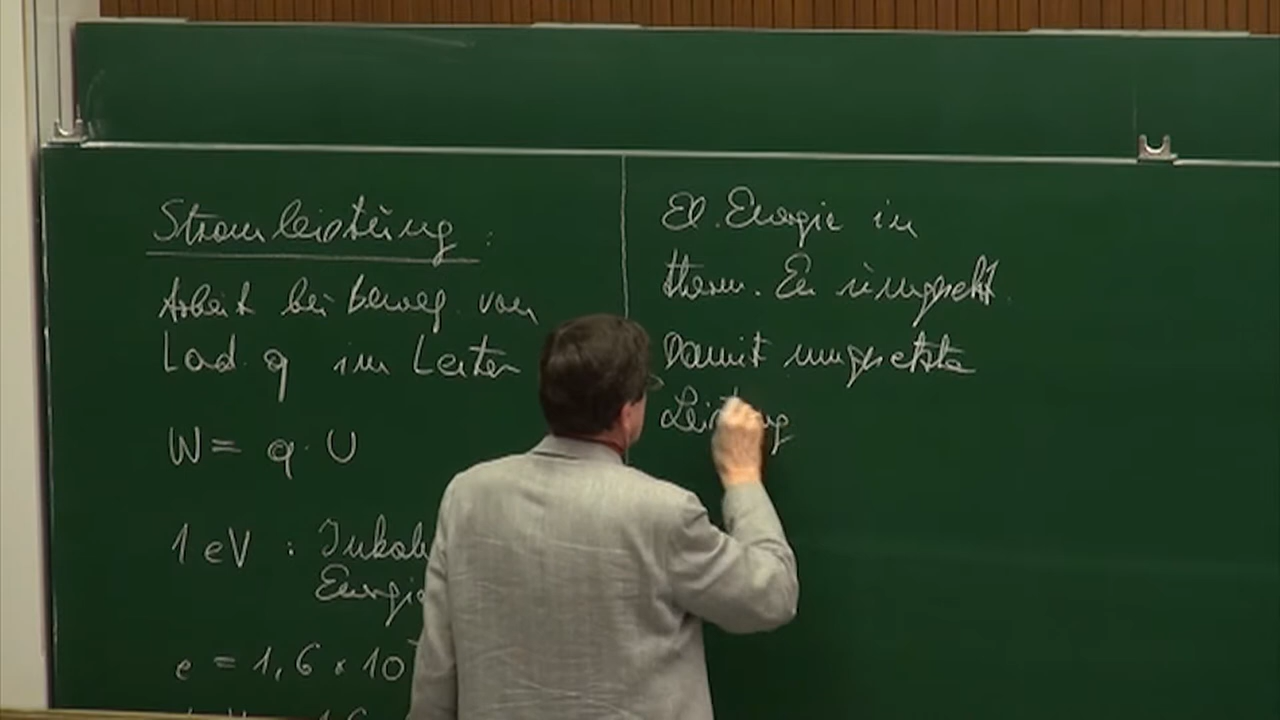 Stromleistung :
Arbeit bei Beweg. von
Lad. q im Leiter
W = q · U
1 eV :
Energie
e = 1,6 × 10
El. Energie in
therm. En umgesetzt.
Damit umgesetzte
Leistung